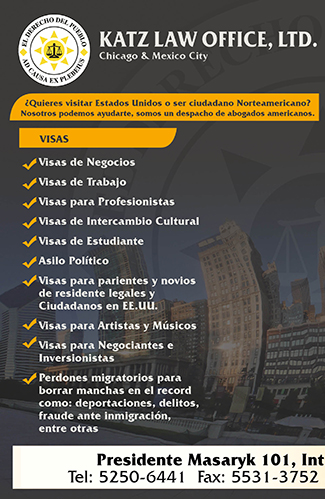 EL DERECHO DEL PUEBLO
AD CAUSA EX PLEBEIUS
KATZ LAW OFFICE, LTD.
Chicago & Mexico City
¿Quieres visitar Estados Unidos o ser ciudadano Norteamericano?
Nosotros podemos ayudarte, somos un despacho de abogados americanos.
VISAS
Visas de Negocios
Visas de Trabajo
Visas para Profesionistas
Visas de Intercambio Cultural
Visas de Estudiante
Asilo Político
Visas para parientes y novios
de residente legales y
Ciudadanos en EE.UU.
Visas para Artistas y Músicos
Visas para Negociantes e
Inversionistas
Perdones migratorios para
borrar manchas en el record
como: deportaciones, delitos,
fraude ante inmigración,
entre otras
Presidente Masaryk 101, Int
Tel: 5250-6441 Fax: 5531-3752